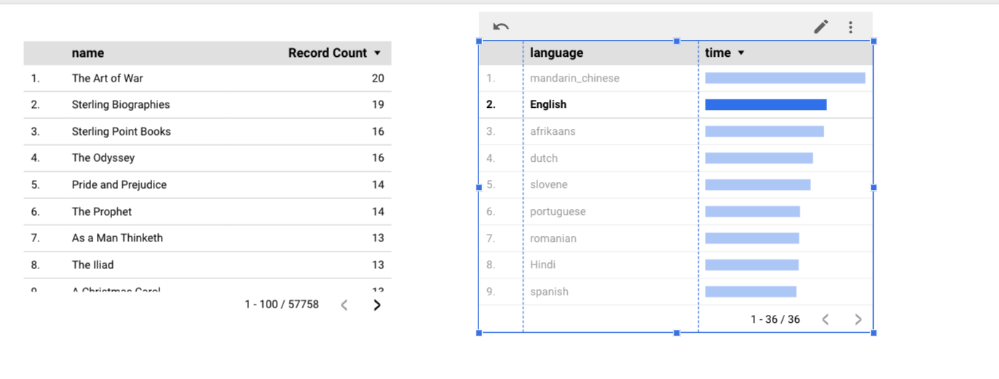 name Record Count
1. The Art of War 20
2. Sterling Biographies 19
3. Sterling Point Books 16
4. The Odyssey 16
5. Pride and Prejudice 14
6. The Prophet 14
7. As a Man Thinketh 13
8. The Iliad 13
9. A Christmas Carol 13
1 - 100 / 57758
language time
1. mandarin_chinese
2. English
3. afrikaans
4. dutch
5. slovene
6. portuguese
7. romanian
8. Hindi
9. spanish
1 - 36 / 36